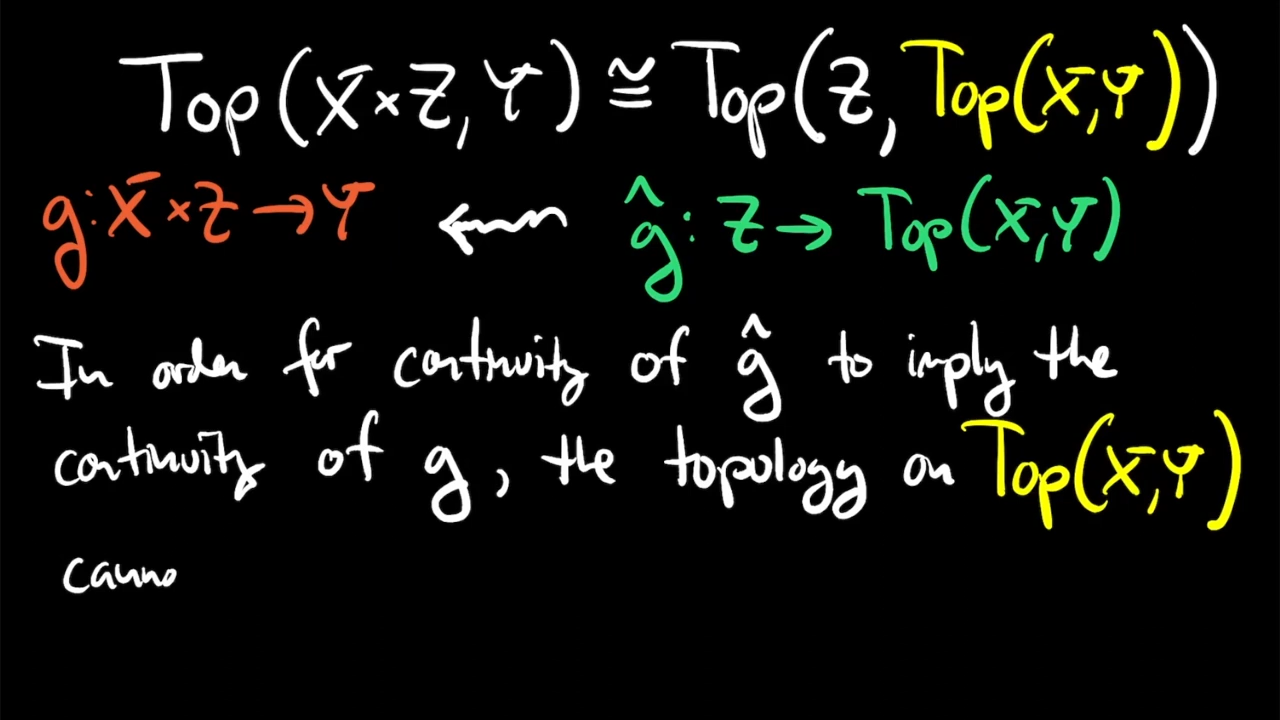 Top(X×Z, Y) ≅ Top(Z, Top(X,Y))
g: X×Z → Y ↜ ĝ: Z → Top(X,Y)
In order for continuity of ĝ to imply the
continuity of g, the topology on Top(X,Y)
canno